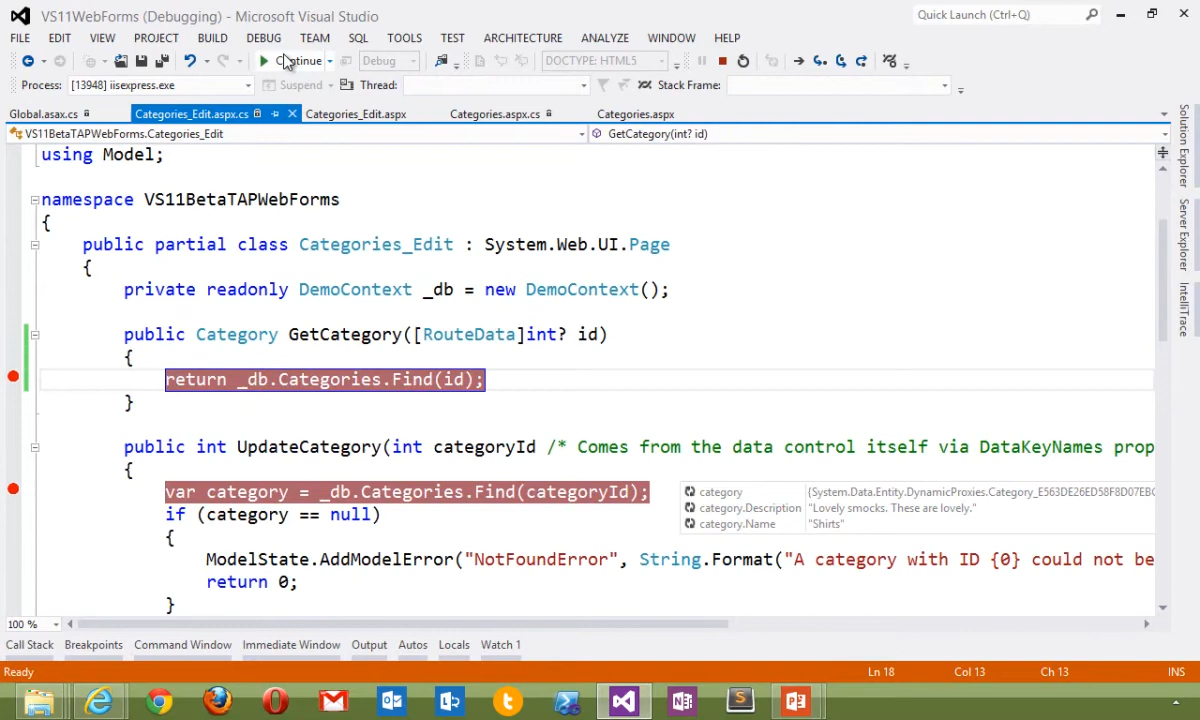 VS11WebForms (Debugging) - Microsoft Visual Studio
Quick Launch (Ctrl+Q)
FILE EDIT VIEW PROJECT BUILD DEBUG TEAM SQL TOOLS TEST ARCHITECTURE ANALYZE WINDOW HELP
Continue Debug DOCTYPE: HTML5
Process: [13948] iisexpress.exe Suspend Thread: Stack Frame:
Global.asax.cs Categories_Edit.aspx.cs Categories_Edit.aspx Categories.aspx.cs Categories.aspx
VS11BetaTAPWebForms.Categories_Edit GetCategory(int? id)
using Model;
namespace VS11BetaTAPWebForms
{
public partial class Categories_Edit : System.Web.UI.Page
{
private readonly DemoContext _db = new DemoContext();
public Category GetCategory([RouteData]int? id)
{
return _db.Categories.Find(id);
}
public int UpdateCategory(int categoryId /* Comes from the data control itself via DataKeyNames prop
{
var category = _db.Categories.Find(categoryId);
category {System.Data.Entity.DynamicProxies.Category_E563DE26ED58F8D07EBC
category.Description "Lovely smocks. These are lovely."
category.Name "Shirts"
if (category == null)
{
ModelState.AddModelError("NotFoundError", String.Format("A category with ID {0} could not be
return 0;
}
Solution Explorer
Server Explorer
IntelliTrace
100 %
Call Stack Breakpoints Command Window Immediate Window Output Autos Locals Watch 1
Ready Ln 18 Col 13 Ch 13 INS